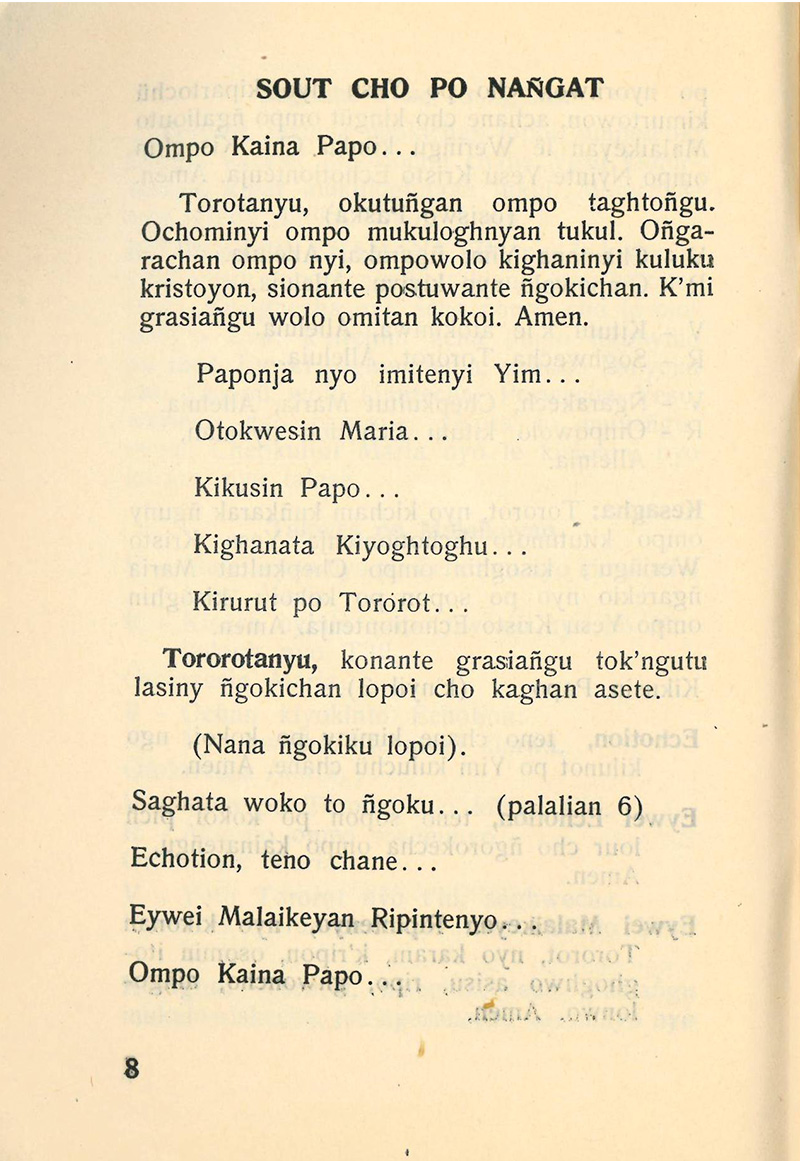 SOUT CHO PO NAÑGAT
Ompo Kaina Papo...
Torotanyu, okutuñgan ompo taghtoñgu.
Ochominyi ompo mukuloghnyan tukul. Oñga-
rachan ompo nyi, ompowolo kighaninyi kuluku
kristoyon, sionante postuwante ñgokichan. K'mi
grasiañgu wolo omitan kokoi. Amen.
Paponja nyo imitenyi Yim...
Otokwesin Maria...
Kikusin Papo...
Kighanata Kiyoghtoghu...
Kirurut po Tororot...
Tororotanyu, konante grasiañgu tok'ngutu
lasiny ñgokichan lopoi cho kaghan asete.
(Nana ñgokiku lopoi).
Saghata woko to ñgoku... (palalian 6)
Echotion, teno chane...
Eywei Malaikeyan Ripintenyo...
Ompo Kaina Papo...
8